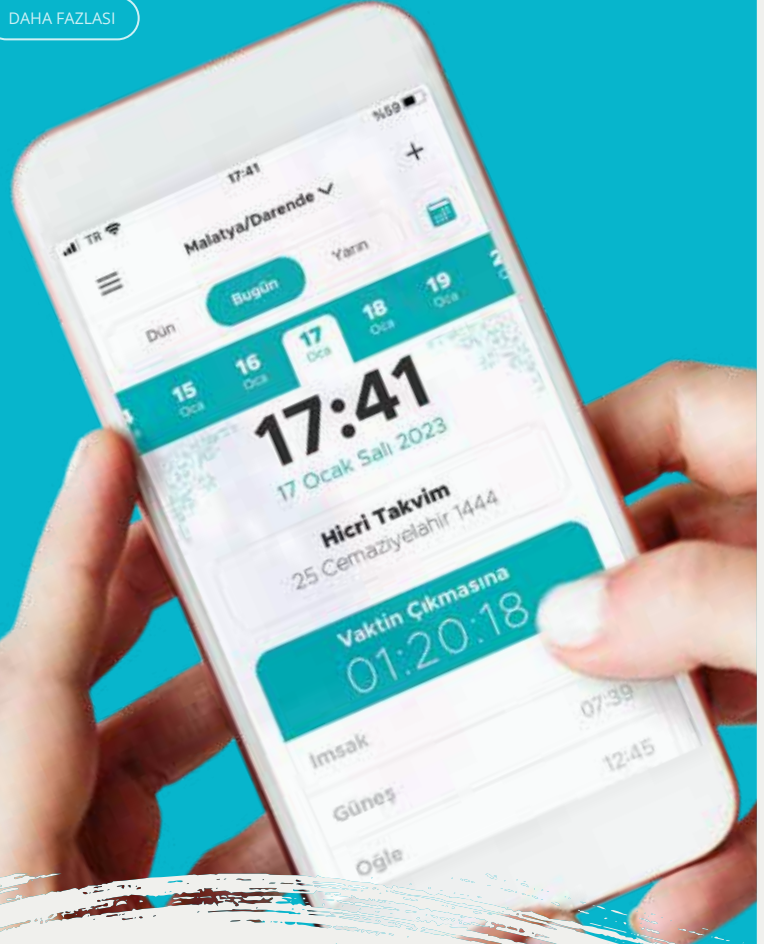 DAHA FAZLASI
TR 17:41 %59
Malatya/Darende
Dün Bugün Yarın
15 16 17 18 19
Oca Oca Oca Oca Oca
17:41
17 Ocak Salı 2023
Hicri Takvim
25 Cemaziyelahir 1444
Vaktin Çıkmasına
01:20:18
İmsak
Güneş 07:39
Öğle 12:45